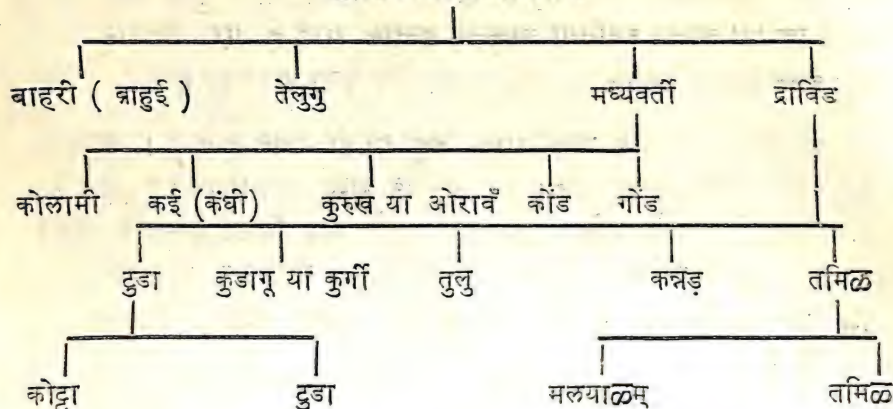 बाहरी ( ब्राहुई ) तेलुगु मध्यवर्ती द्राविड
कोलामी कई (कंधी) कुरुख या ओरावँ कोंड गोंड
टुडा कुडागू या कुर्गी तुलु कन्नड़ तमिळ
कोट्टा टुडा मलयाळम् तमिळ